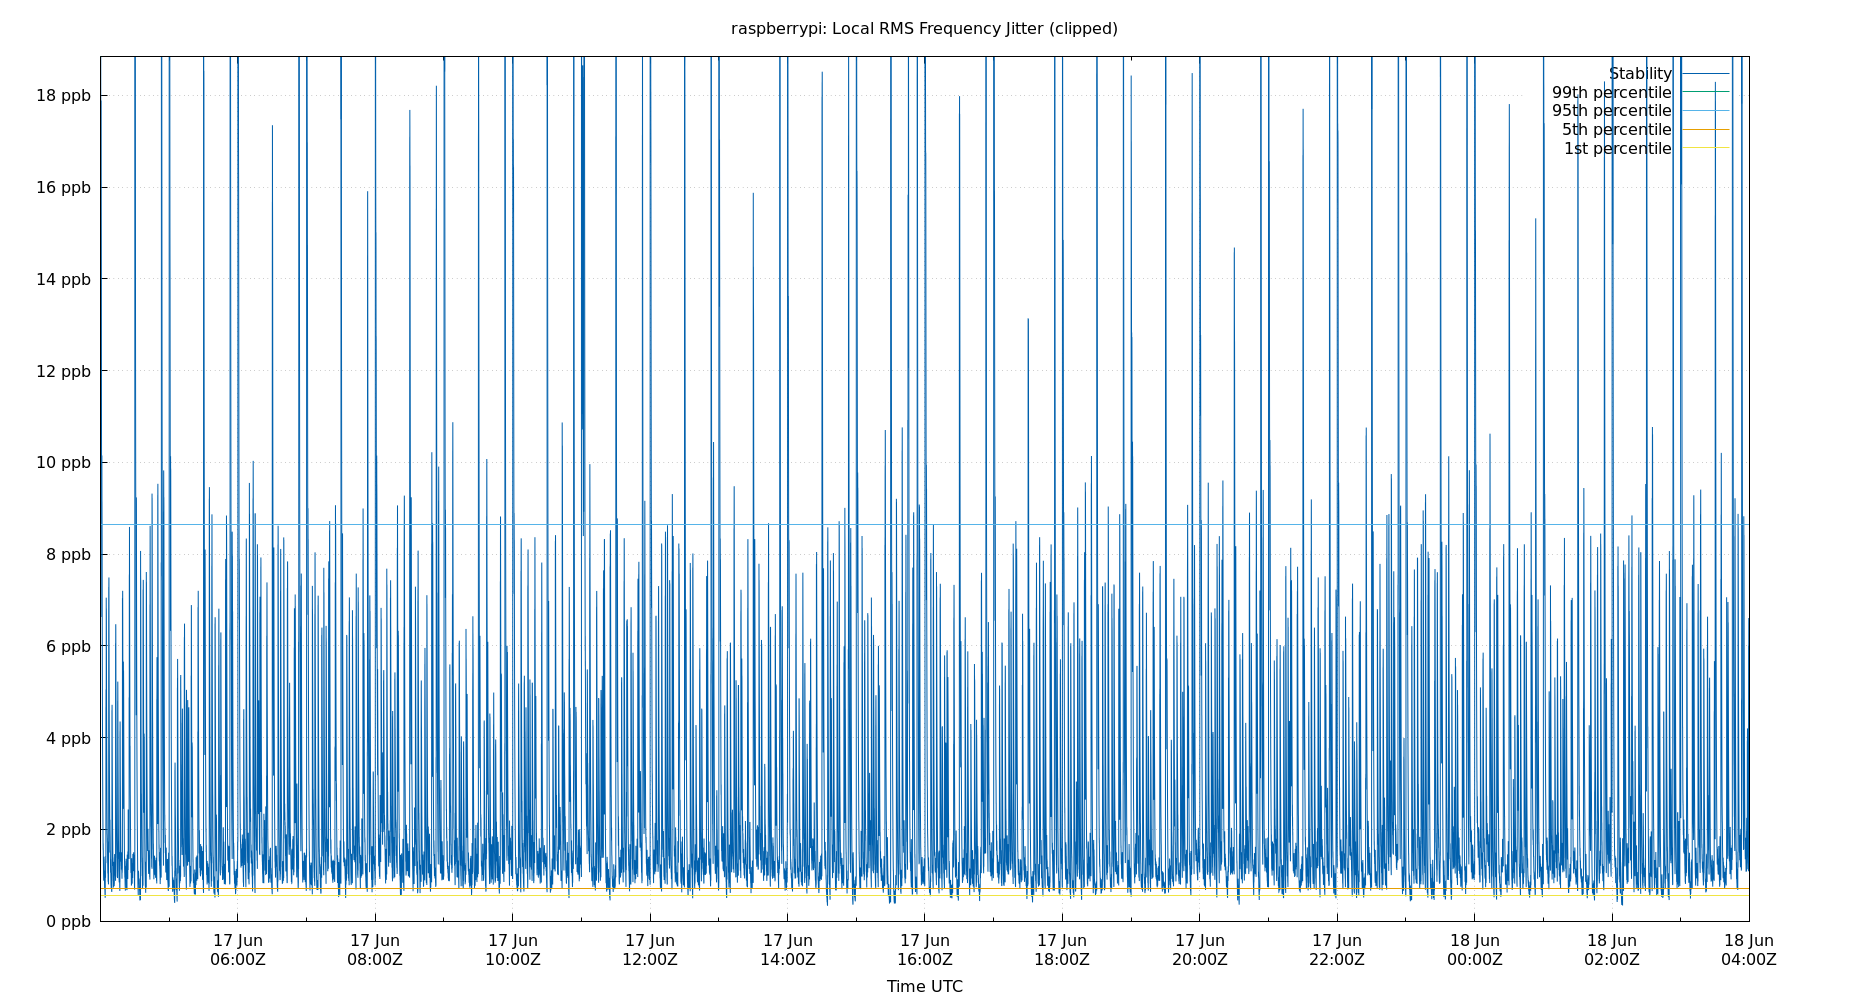 raspberrypi: Local RMS Frequency Jitter (clipped)
Stability
99th percentile
95th percentile
5th percentile
1st percentile
18 ppb
16 ppb
14 ppb
12 ppb
10 ppb
8 ppb
6 ppb
4 ppb
2 ppb
0 ppb
17 Jun 17 Jun 17 Jun 17 Jun 17 Jun 17 Jun 17 Jun 17 Jun 17 Jun 18 Jun 18 Jun 18 Jun
06:00Z 08:00Z 10:00Z 12:00Z 14:00Z 16:00Z 18:00Z 20:00Z 22:00Z 00:00Z 02:00Z 04:00Z
Time UTC